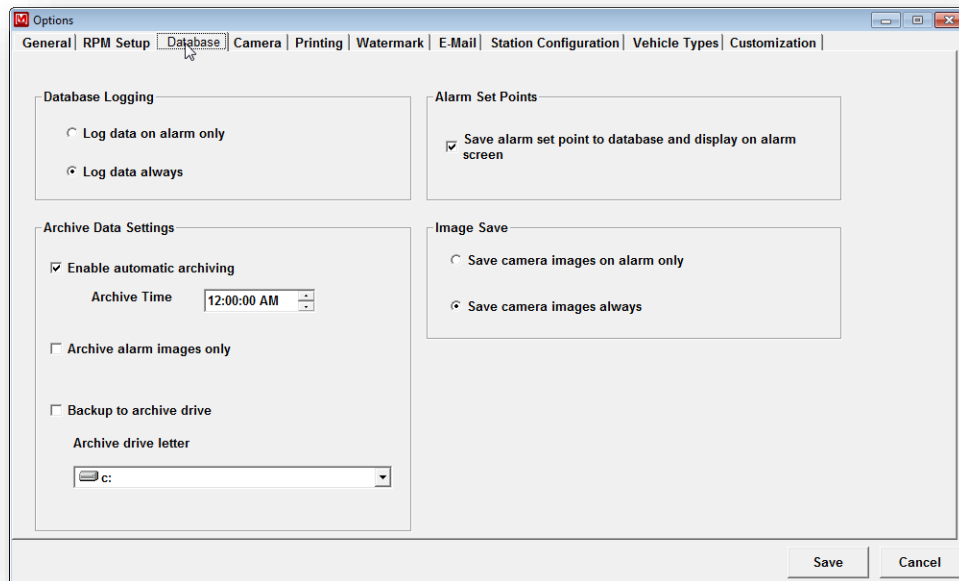 M Options
General RPM Setup Database Camera Printing Watermark E-Mail Station Configuration Vehicle Types Customization
Database Logging
Log data on alarm only
Log data always
Alarm Set Points
Save alarm set point to database and display on alarm
screen
Archive Data Settings
Enable automatic archiving
Archive Time 12:00:00 AM
Archive alarm images only
Backup to archive drive
Archive drive letter
c:
Image Save
Save camera images on alarm only
Save camera images always
Save Cancel